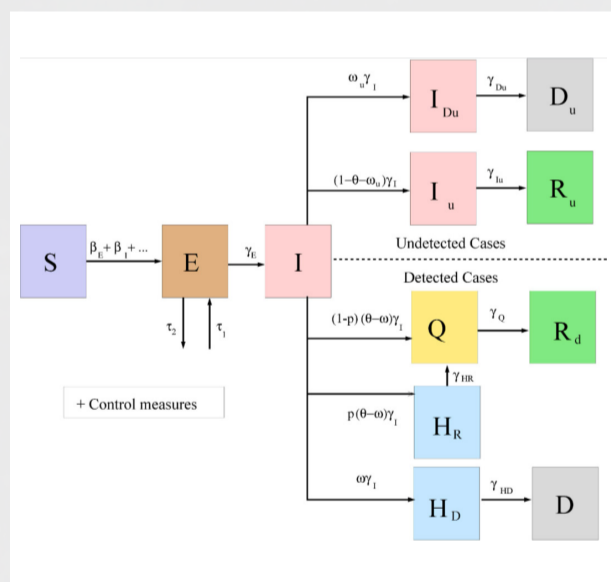 ω_u γ_I
I_Du
γ_Du
D_u
(1-θ-ω_u)γ_I
I_u
γ_Iu
R_u
S
β_E + β_I + ...
E
γ_E
I
Undetected Cases
Detected Cases
τ_2
τ_1
(1-p) (θ-ω)γ_I
Q
γ_Q
R_d
γ_HR
+ Control measures
p(θ-ω)γ_I
H_R
ωγ_I
H_D
γ_HD
D